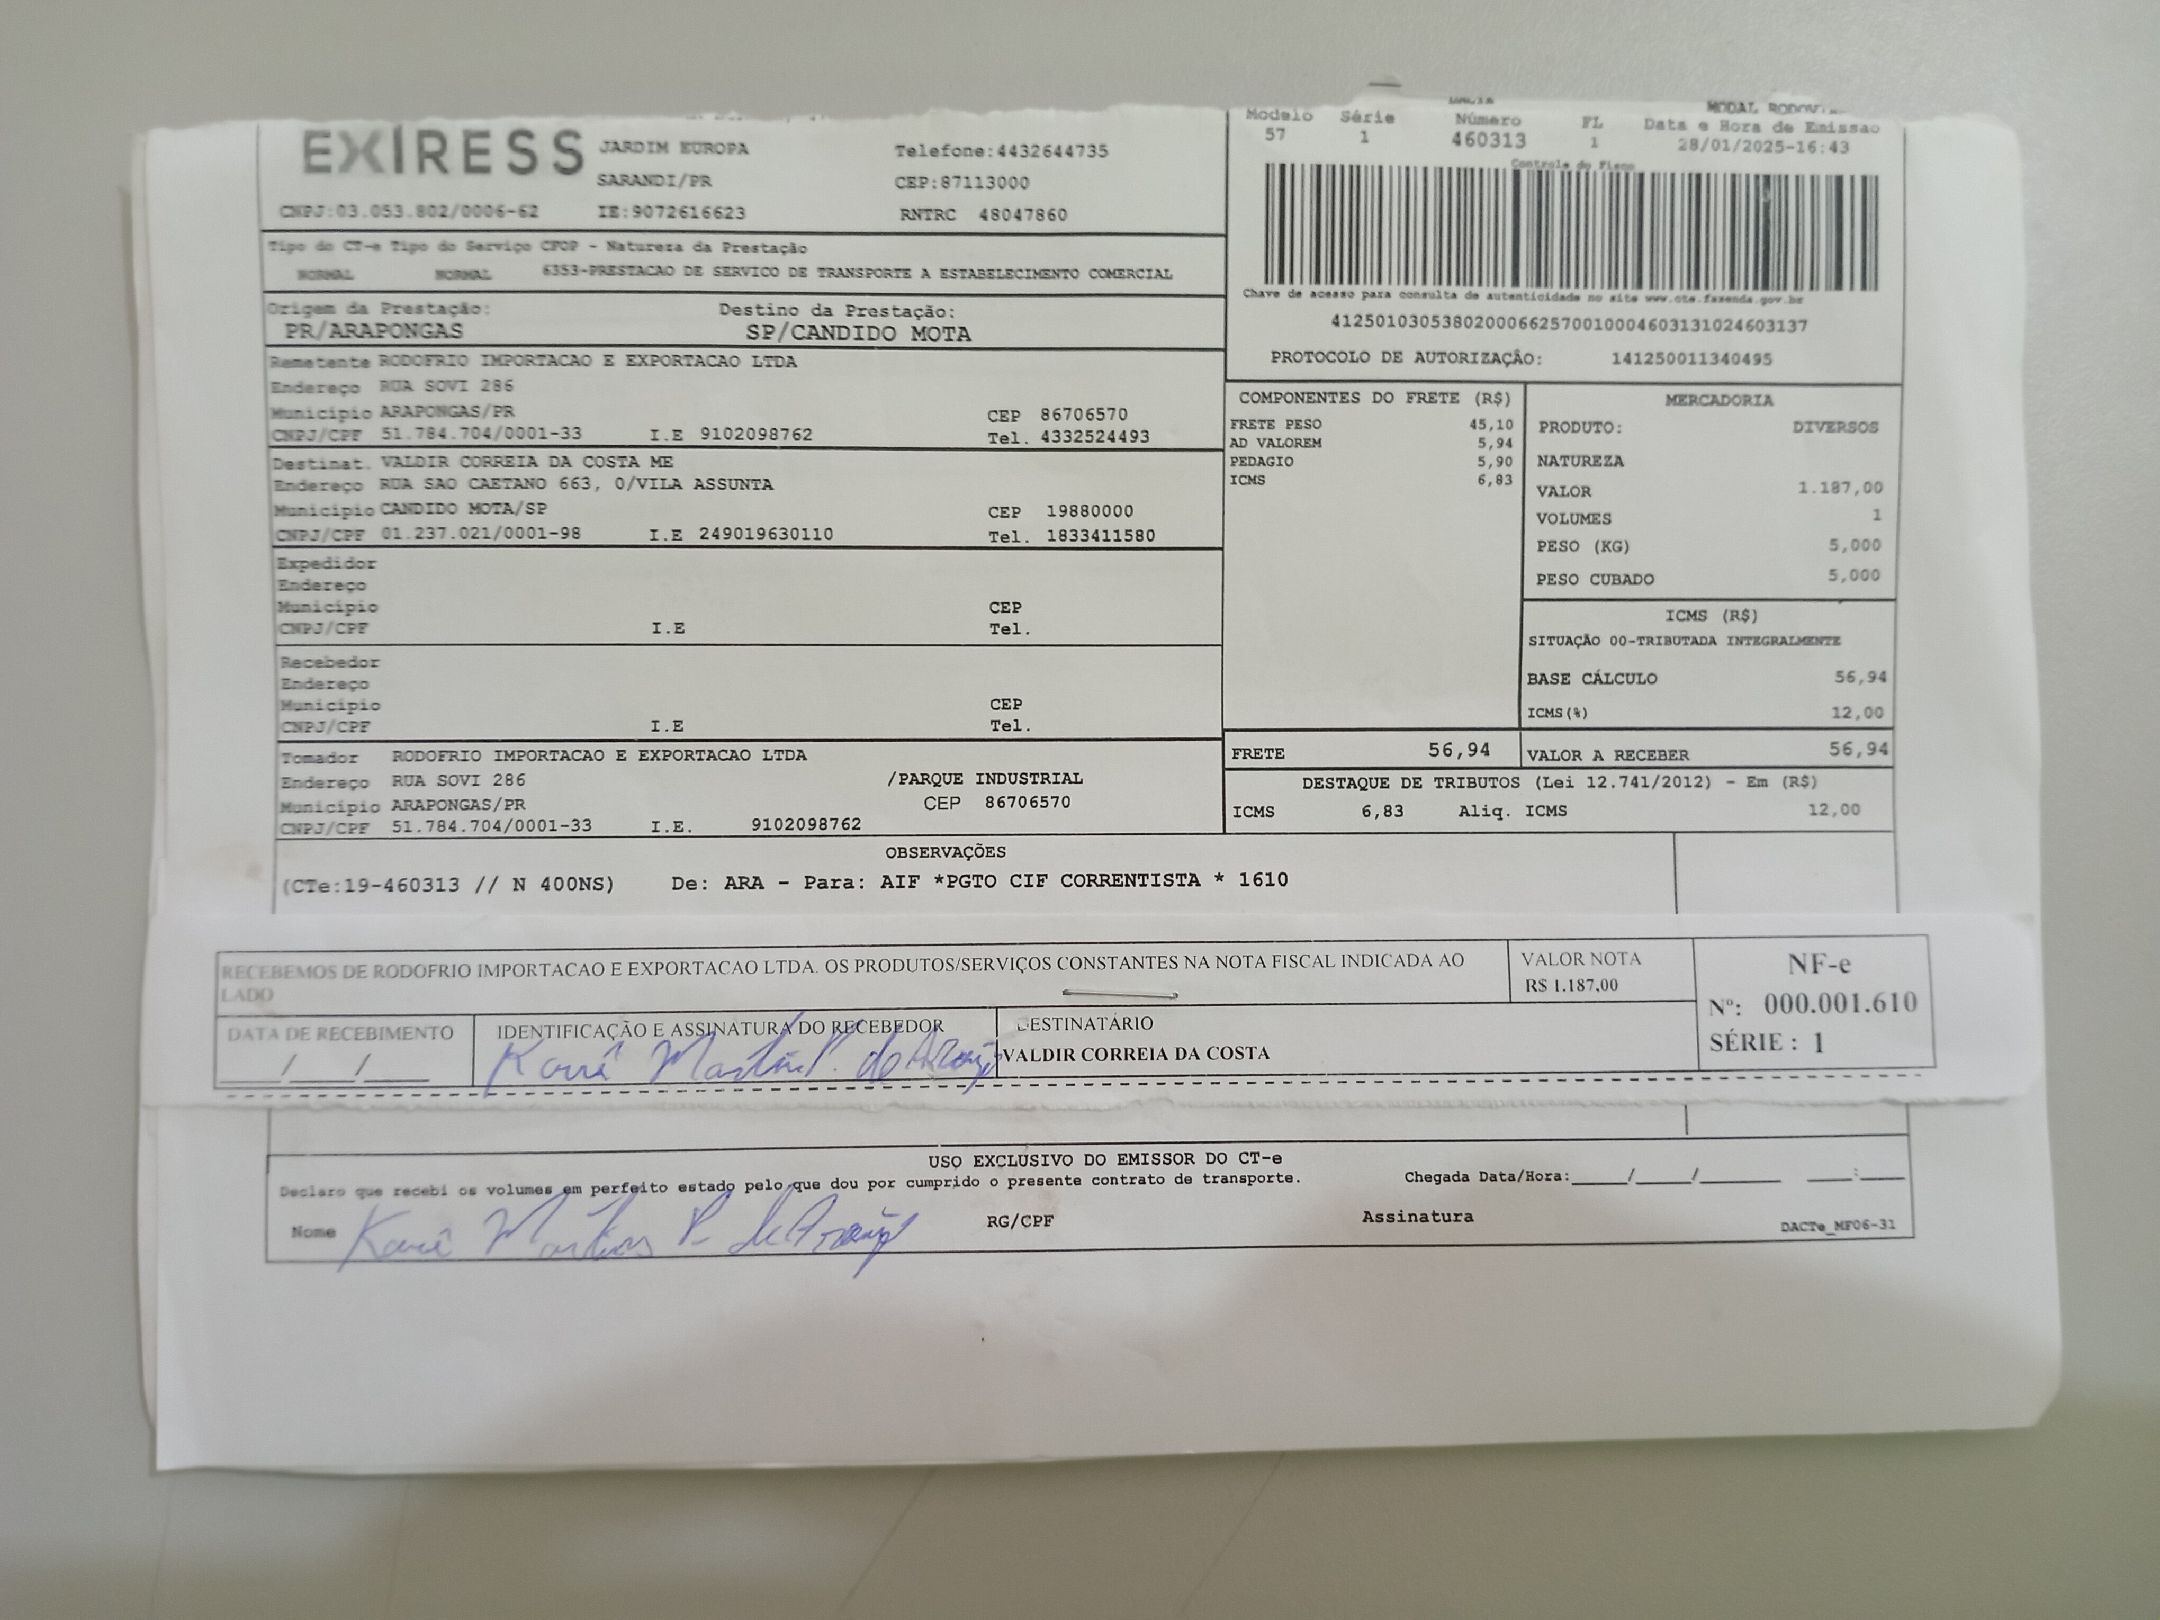 EXIRESS
JARDIM EUROPA Telefone:4432644735
SARANDI/PR CEP:87113000
CNPJ:03.053.802/0006-62 IE:9072616623 RNTRC 48047860
Modelo Série Número FL Data e Hora de Emissao
57 1 460313 1 28/01/2025-16:43
Controle do Fisco
Tipo do CT-e Tipo do Serviço CFOP - Natureza da Prestação
NORMAL NORMAL 6353-PRESTACAO DE SERVICO DE TRANSPORTE A ESTABELECIMENTO COMERCIAL
Chave de acesso para consulta de autenticidade no site www.cte.fazenda.gov.br
41250103053802000662570010004603131024603137
PROTOCOLO DE AUTORIZAÇÃO: 141250011340495
Origem da Prestação: Destino da Prestação:
PR/ARAPONGAS SP/CANDIDO MOTA
Remetente RODOFRIO IMPORTACAO E EXPORTACAO LTDA
Endereço RUA SOVI 286
Município ARAPONGAS/PR CEP 86706570
CNPJ/CPF 51.784.704/0001-33 I.E 9102098762 Tel. 4332524493
Destinat. VALDIR CORREIA DA COSTA ME
Endereço RUA SAO CAETANO 663, 0/VILA ASSUNTA
Município CANDIDO MOTA/SP CEP 19880000
CNPJ/CPF 01.237.021/0001-98 I.E 249019630110 Tel. 1833411580
Expedidor
Endereço
Município CEP
CNPJ/CPF I.E Tel.
Recebedor
Endereço
Município CEP
CNPJ/CPF I.E Tel.
Tomador RODOFRIO IMPORTACAO E EXPORTACAO LTDA
Endereço RUA SOVI 286 /PARQUE INDUSTRIAL
Município ARAPONGAS/PR CEP 86706570
CNPJ/CPF 51.784.704/0001-33 I.E. 9102098762
COMPONENTES DO FRETE (R$)
FRETE PESO 45,10
AD VALOREM 5,94
PEDAGIO 5,90
ICMS 6,83
MERCADORIA
PRODUTO: DIVERSOS
NATUREZA
VALOR 1.187,00
VOLUMES 1
PESO (KG) 5,000
PESO CUBADO 5,000
ICMS (R$)
SITUAÇÃO 00-TRIBUTADA INTEGRALMENTE
BASE CÁLCULO 56,94
ICMS(%) 12,00
FRETE 56,94 VALOR A RECEBER 56,94
DESTAQUE DE TRIBUTOS (Lei 12.741/2012) - Em (R$)
ICMS 6,83 Aliq. ICMS 12,00
OBSERVAÇÕES
(CTe:19-460313 // N 400NS) De: ARA - Para: AIF *PGTO CIF CORRENTISTA * 1610
RECEBEMOS DE RODOFRIO IMPORTACAO E EXPORTACAO LTDA. OS PRODUTOS/SERVIÇOS CONSTANTES NA NOTA FISCAL INDICADA AO
LADO
VALOR NOTA
R$ 1.187,00
NF-e
Nº: 000.001.610
SÉRIE : 1
DATA DE RECEBIMENTO
___/___/___
IDENTIFICAÇÃO E ASSINATURA DO RECEBEDOR
DESTINATÁRIO
VALDIR CORREIA DA COSTA
USO EXCLUSIVO DO EMISSOR DO CT-e
Declaro que recebi os volumes em perfeito estado pelo que dou por cumprido o presente contrato de transporte. Chegada Data/Hora:_____/_____/_______ ____:____
Nome RG/CPF Assinatura
DACTe_MF06-31